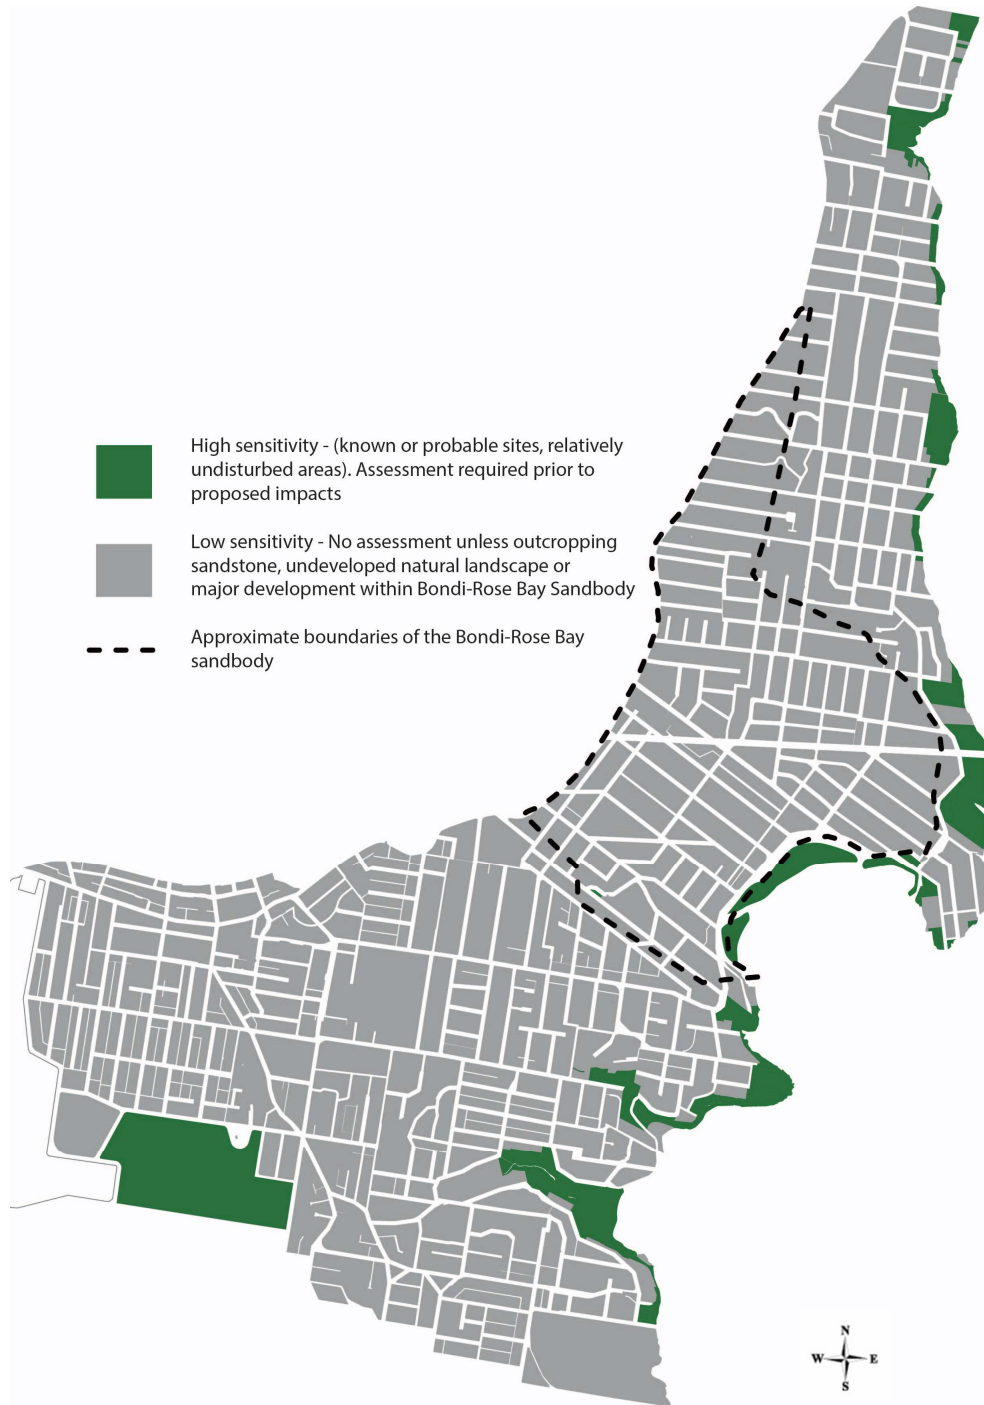 High sensitivity - (known or probable sites, relatively
undisturbed areas). Assessment required prior to
proposed impacts
Low sensitivity - No assessment unless outcropping
sandstone, undeveloped natural landscape or
major development within Bondi-Rose Bay Sandbody
Approximate boundaries of the Bondi-Rose Bay
sandbody
N
W E
S